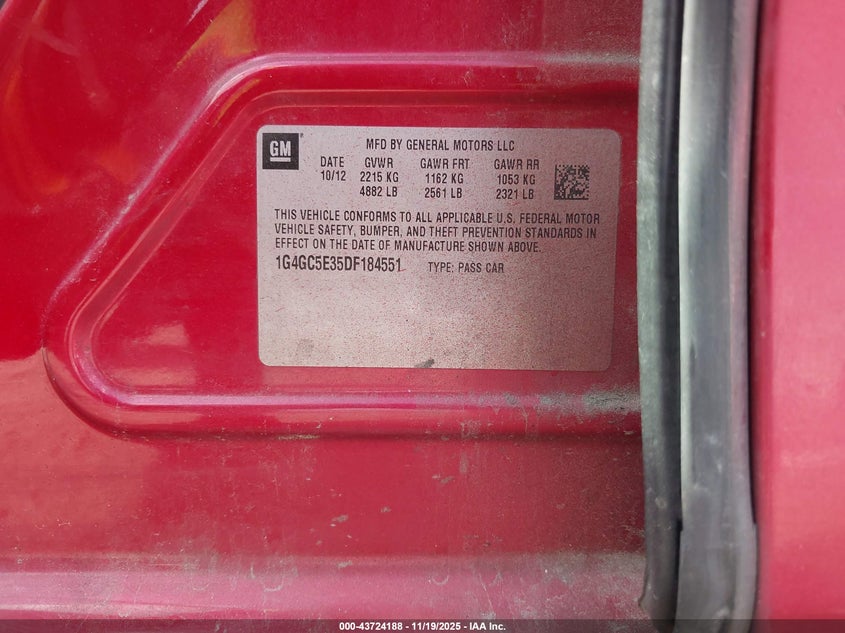 GM
MFD BY GENERAL MOTORS LLC
DATE GVWR GAWR FRT GAWR RR
10/12 2215 KG 1162 KG 1053 KG
4882 LB 2561 LB 2321 LB
THIS VEHICLE CONFORMS TO ALL APPLICABLE U.S. FEDERAL MOTOR
VEHICLE SAFETY, BUMPER, AND THEFT PREVENTION STANDARDS IN
EFFECT ON THE DATE OF MANUFACTURE SHOWN ABOVE.
1G4GC5E35DF184551 TYPE: PASS CAR
000-43724188 - 11/19/2025 - IAA Inc.